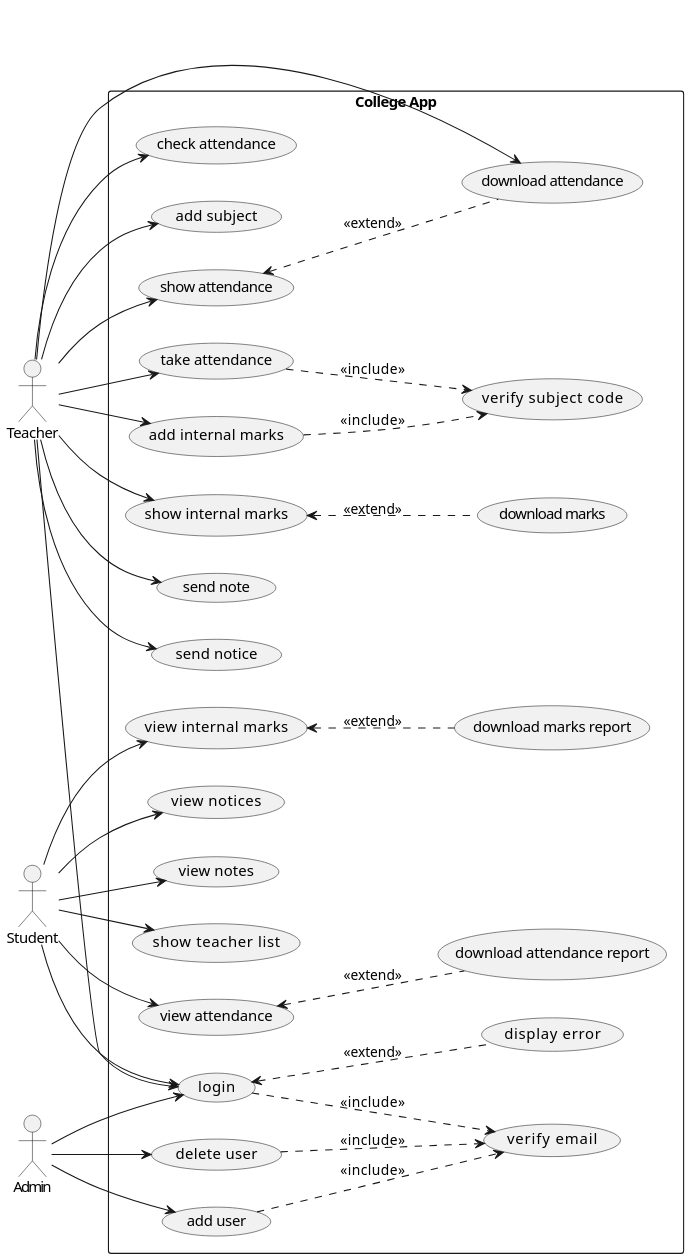 College App
check attendance
download attendance
add subject
«extend»
show attendance
take attendance
«include»
verify subject code
Teacher
add internal marks
«include»
show internal marks
«extend»
download marks
send note
send notice
view internal marks
«extend»
download marks report
view notices
view notes
Student
show teacher list
download attendance report
«extend»
view attendance
display error
«extend»
login
«include»
verify email
delete user
«include»
«include»
Admin
add user